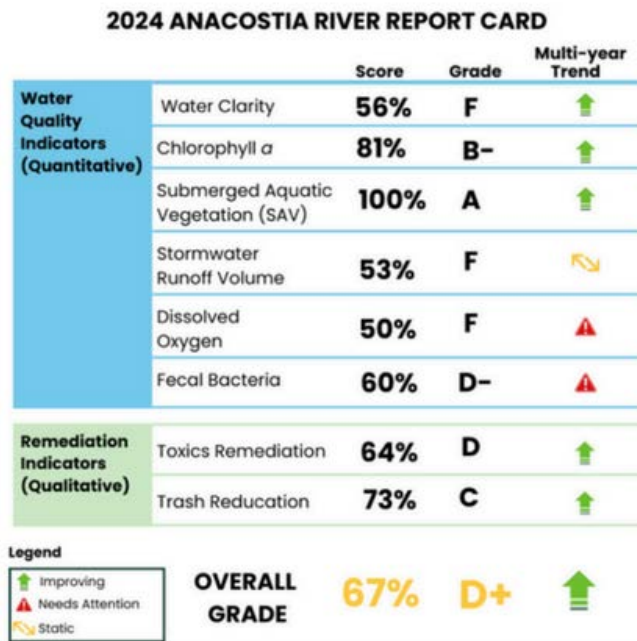 2024 ANACOSTIA RIVER REPORT CARD
Score Grade Multi-year Trend
Water Quality Indicators (Quantitative)
Water Clarity 56% F
Chlorophyll a 81% B-
Submerged Aquatic Vegetation (SAV) 100% A
Stormwater Runoff Volume 53% F
Dissolved Oxygen 50% F
Fecal Bacteria 60% D-
Remediation Indicators (Qualitative)
Toxics Remediation 64% D
Trash Reducation 73% C
Legend
Improving
Needs Attention
Static
OVERALL GRADE 67% D+